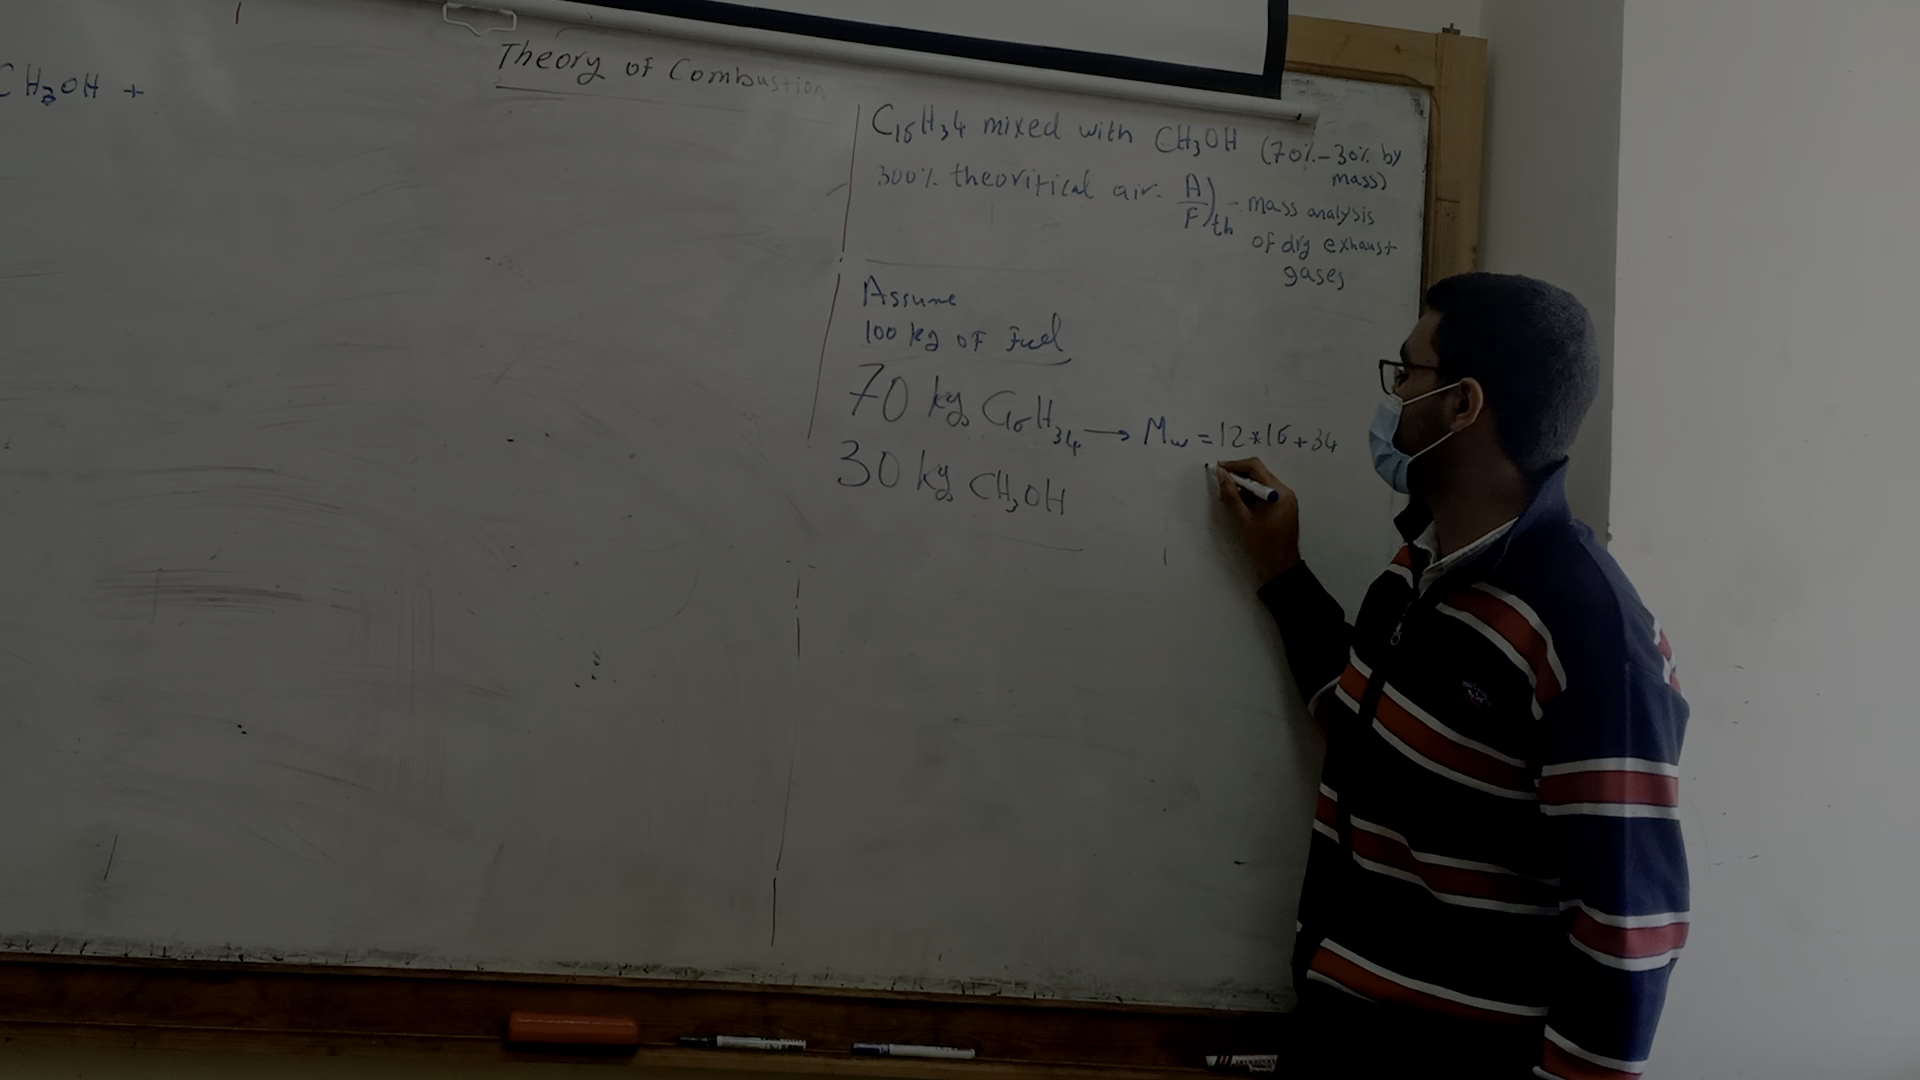 CH3OH +
Theory of Combustion
C16H34 mixed with CH3OH (70%-30% by
mass)
300% theoritical air. A/F)th - mass analysis
of dry exhaust
gases
Assume
100 kg of Fuel
70 kg C16H34 → Mw = 12*16+34
30 kg CH3OH